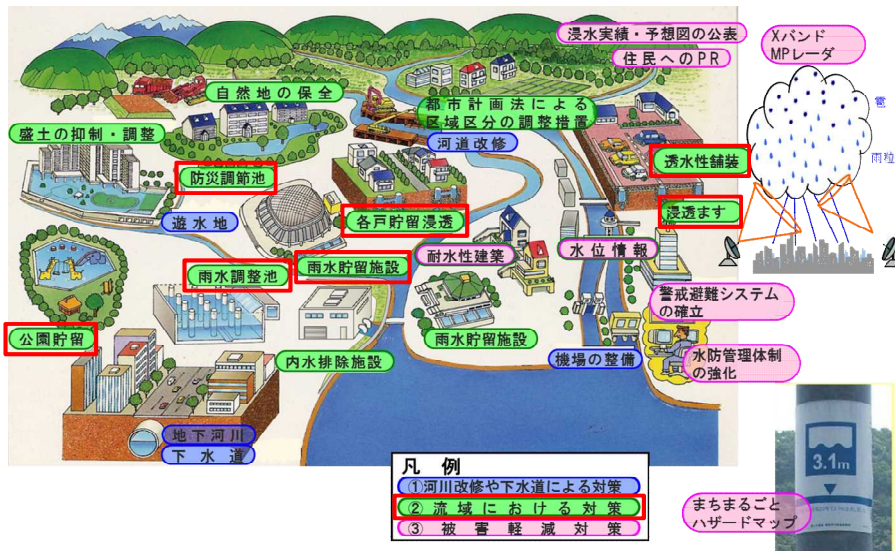 浸水実績・予想図の公表
住民へのPR
Xバンド
MPレーダ
自然地の保全
都市計画法による
区域区分の調整措置
電
雨粒
盛土の抑制・調整
河道改修
防災調節池
透水性舗装
遊水地
各戸貯留浸透
浸透ます
雨水調整池
雨水貯留施設
耐水性建築
水位情報
警戒避難システム
の確立
公園貯留
内水排除施設
雨水貯留施設
機場の整備
水防管理体制
の強化
地下河川
下水道
凡例
①河川改修や下水道による対策
②流域における対策
③被害軽減対策
3.1m
まちまるごと
ハザードマップ